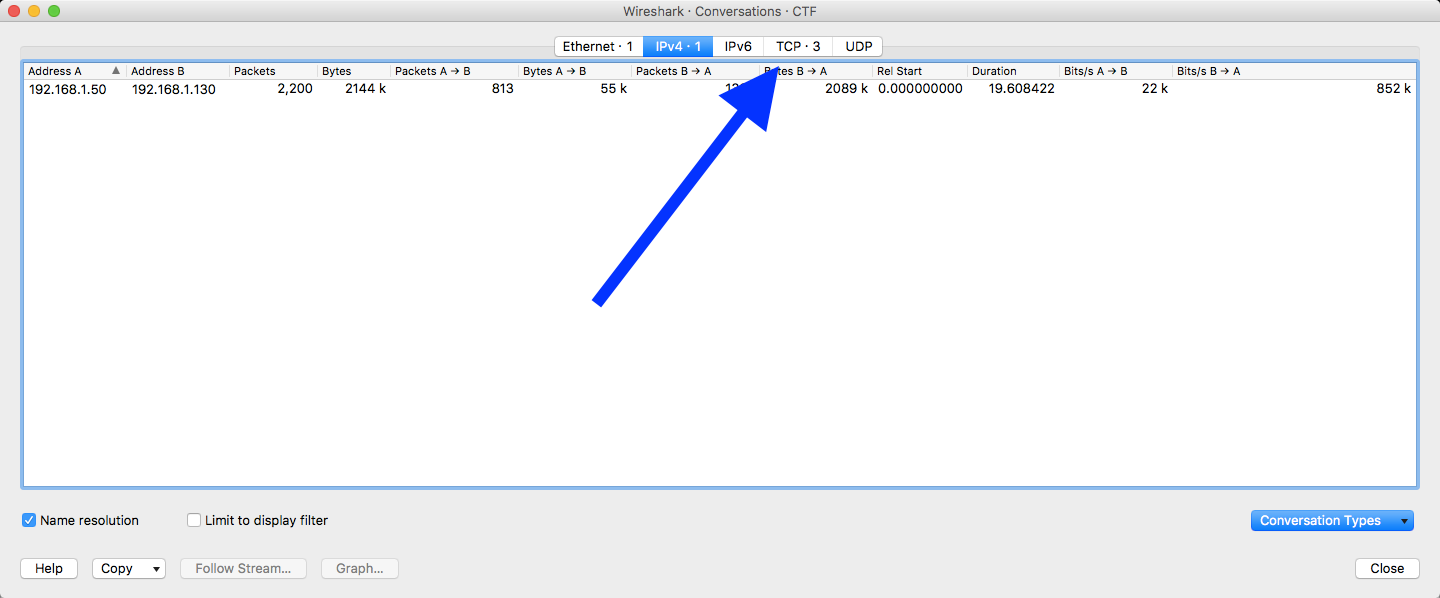 Wireshark · Conversations · CTF
Ethernet · 1 IPv4 · 1 IPv6 TCP · 3 UDP
Address A Address B Packets Bytes Packets A → B Bytes A → B Packets B → A B → A Rel Start Duration Bits/s A → B Bits/s B → A
192.168.1.50 192.168.1.130 2,200 2144 k 813 55 k 2089 k 0.000000000 19.608422 22 k 852 k
Name resolution Limit to display filter Conversation Types
Help Copy Follow Stream... Graph... Close